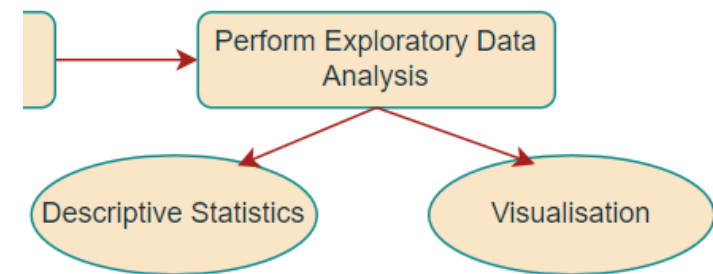 Perform Exploratory Data
Analysis
Descriptive Statistics
Visualisation